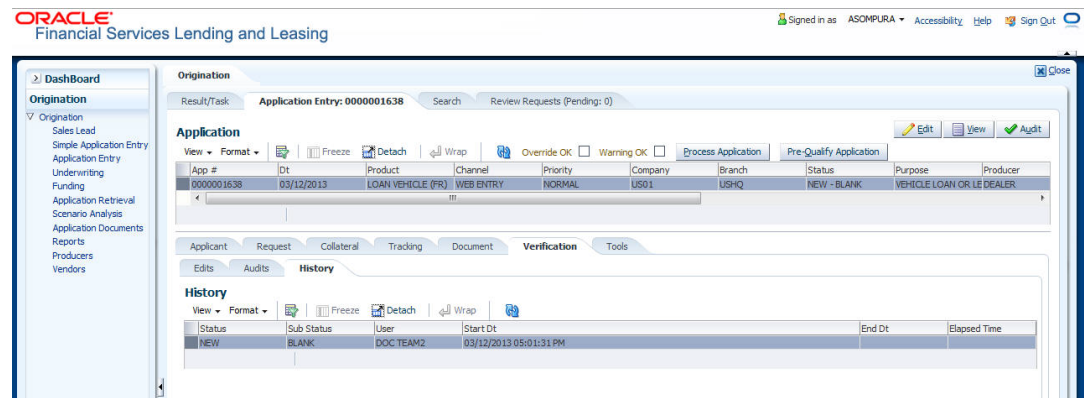 ORACLE
Financial Services Lending and Leasing
Signed in as ASOMPURA Accessibility Help Sign Out
Close
DashBoard
Origination
Origination
Sales Lead
Simple Application Entry
Application Entry
Underwriting
Funding
Application Retrieval
Scenario Analysis
Application Documents
Reports
Producers
Vendors
Origination
Result/Task Application Entry: 0000001638 Search Review Requests (Pending: 0)
Application
Edit View Audit
View Format Freeze Detach Wrap Override OK Warning OK Process Application Pre-Qualify Application
App # Dt Product Channel Priority Company Branch Status Purpose Producer
0000001638 03/12/2013 LOAN VEHICLE (FR) WEB ENTRY NORMAL US01 USHQ NEW - BLANK VEHICLE LOAN OR LE DEALER
Applicant Request Collateral Tracking Document Verification Tools
Edits Audits History
History
View Format Freeze Detach Wrap
Status Sub Status User Start Dt End Dt Elapsed Time
NEW BLANK DOC TEAM2 03/12/2013 05:01:31 PM